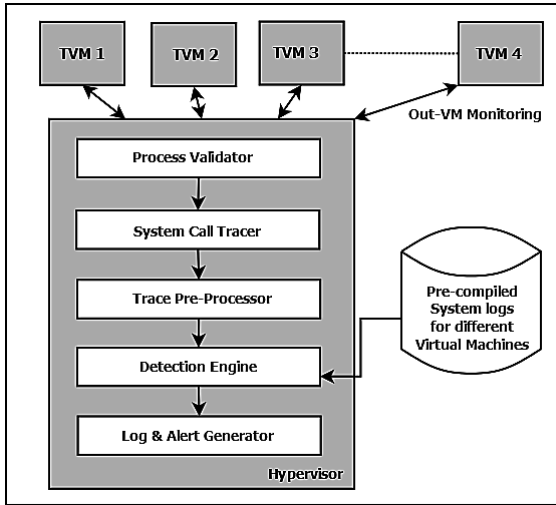 TVM 1
TVM 2
TVM 3
TVM 4
Out-VM Monitoring
Process Validator
System Call Tracer
Trace Pre-Processor
Detection Engine
Log & Alert Generator
Hypervisor
Pre-compiled
System logs
for different
Virtual Machines